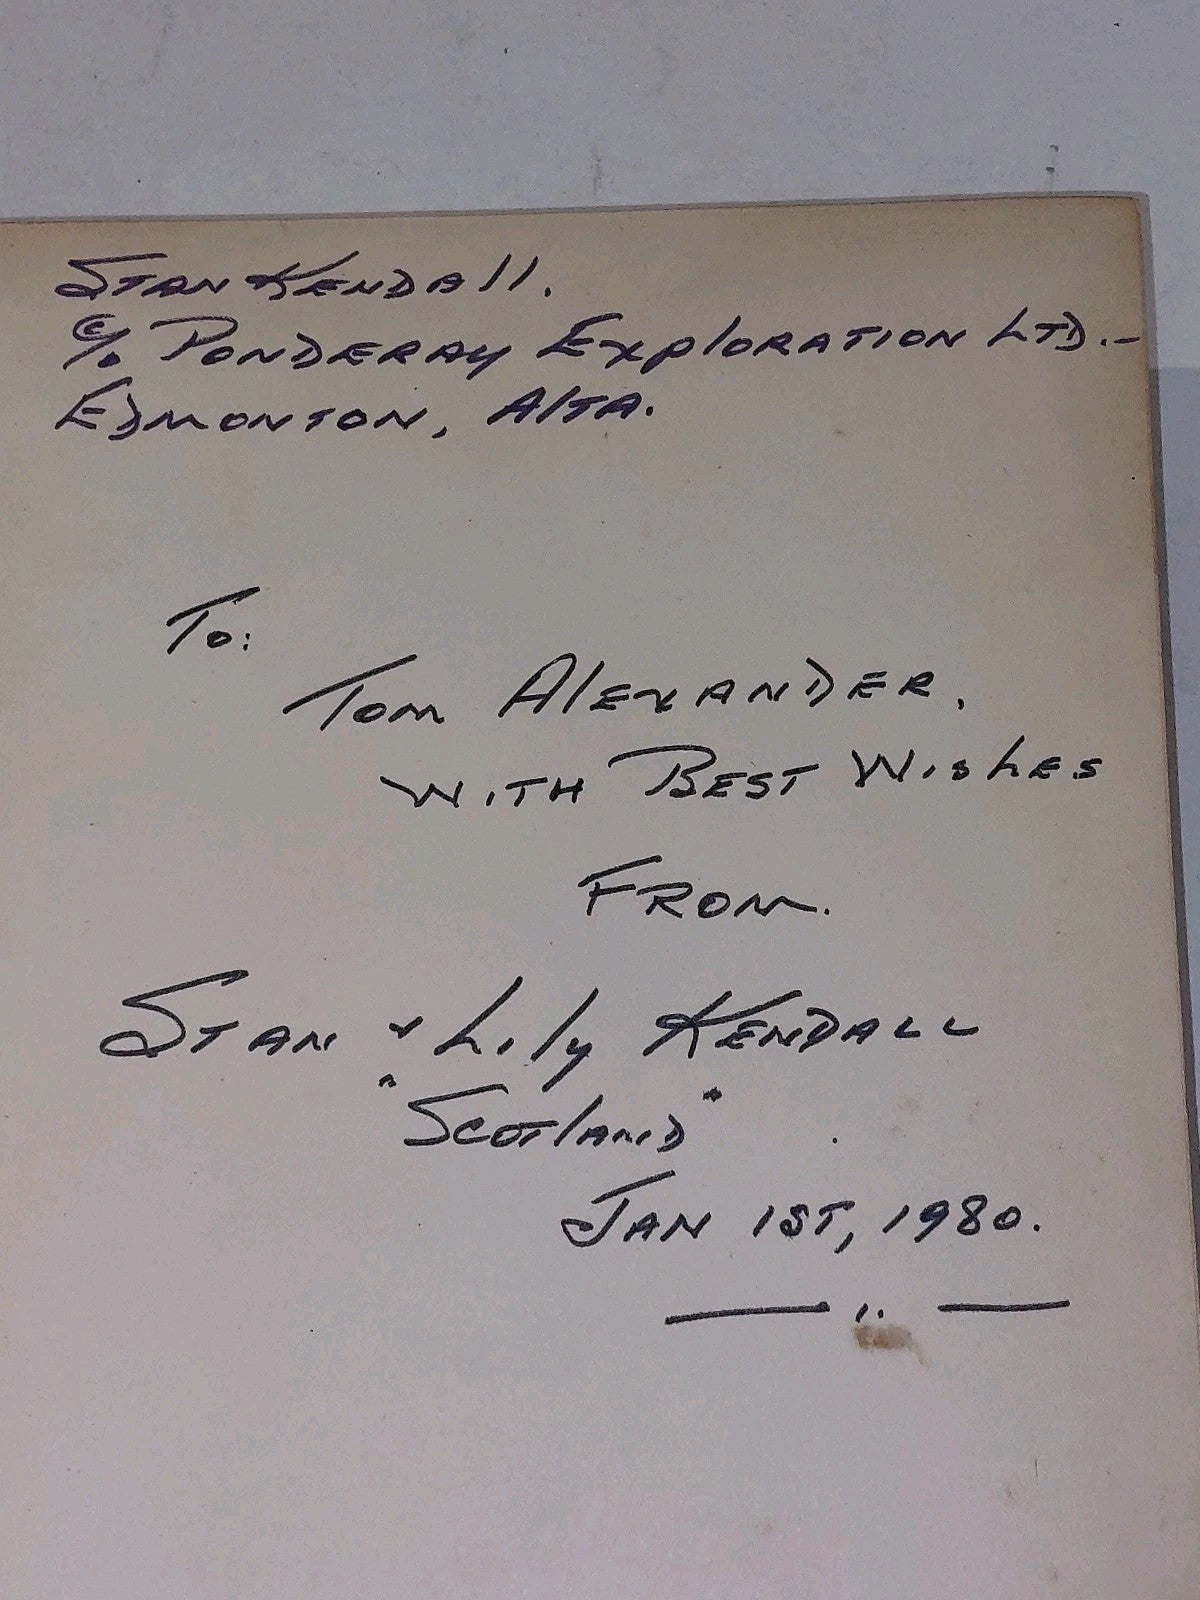 Stan Kendall.
c/o Ponderay Exploration Ltd.-
Edmonton, Alta.
To:
Tom Alexander,
With Best Wishes
From.
Stan & Lily Kendall
"Scotland"
Jan 1st, 1980.